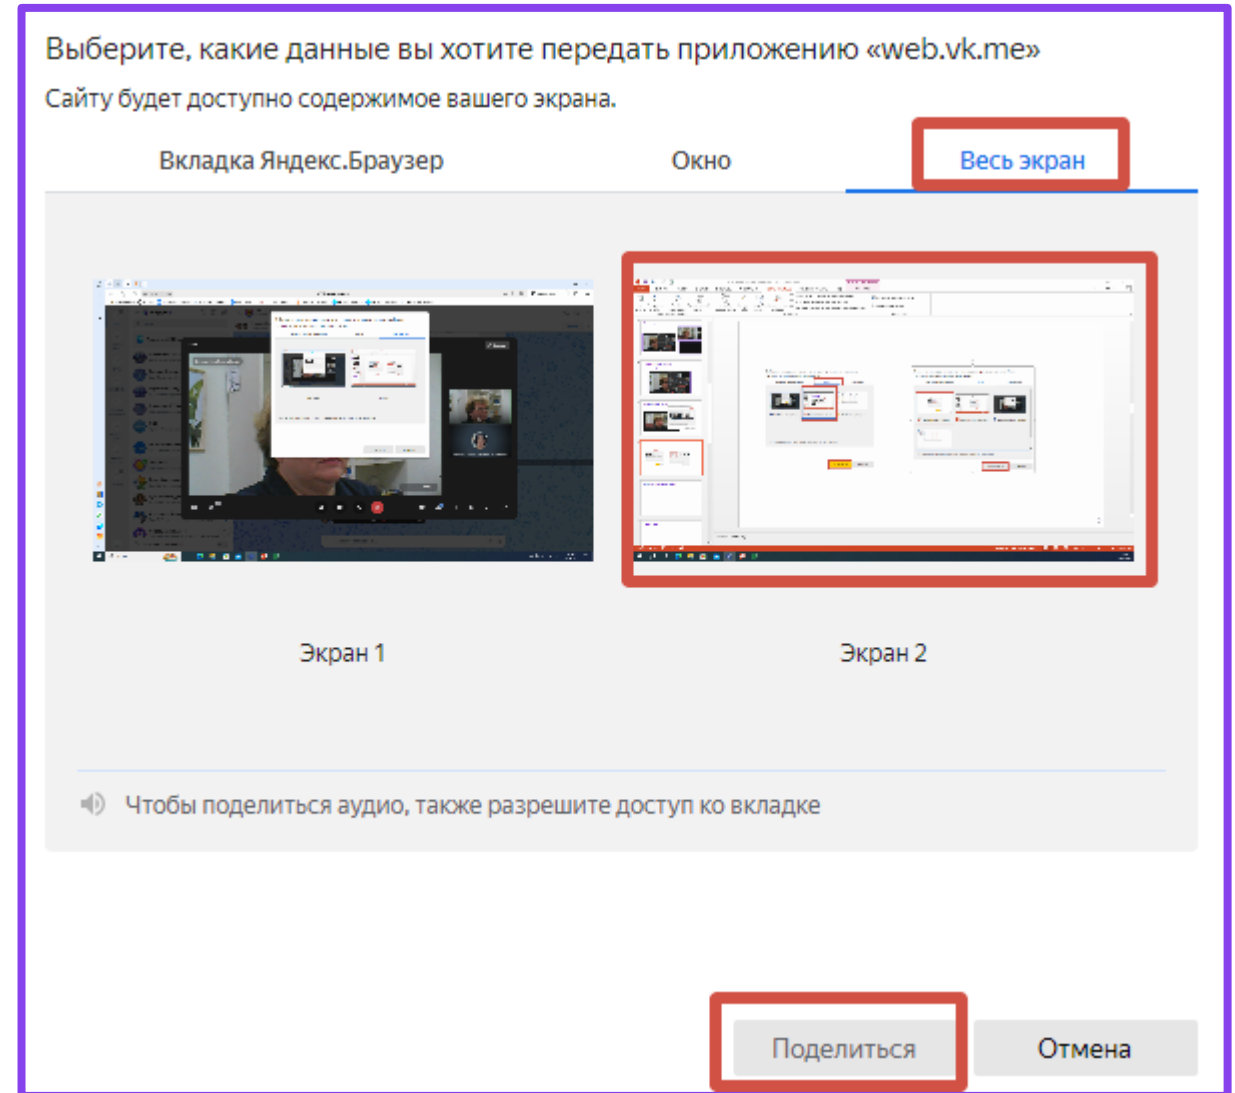 Выберите, какие данные вы хотите передать приложению «web.vk.me»
Сайту будет доступно содержимое вашего экрана.
Вкладка Яндекс.Браузер
Окно
Весь экран
Экран 1
Экран 2
Чтобы поделиться аудио, также разрешите доступ ко вкладке
Поделиться
Отмена